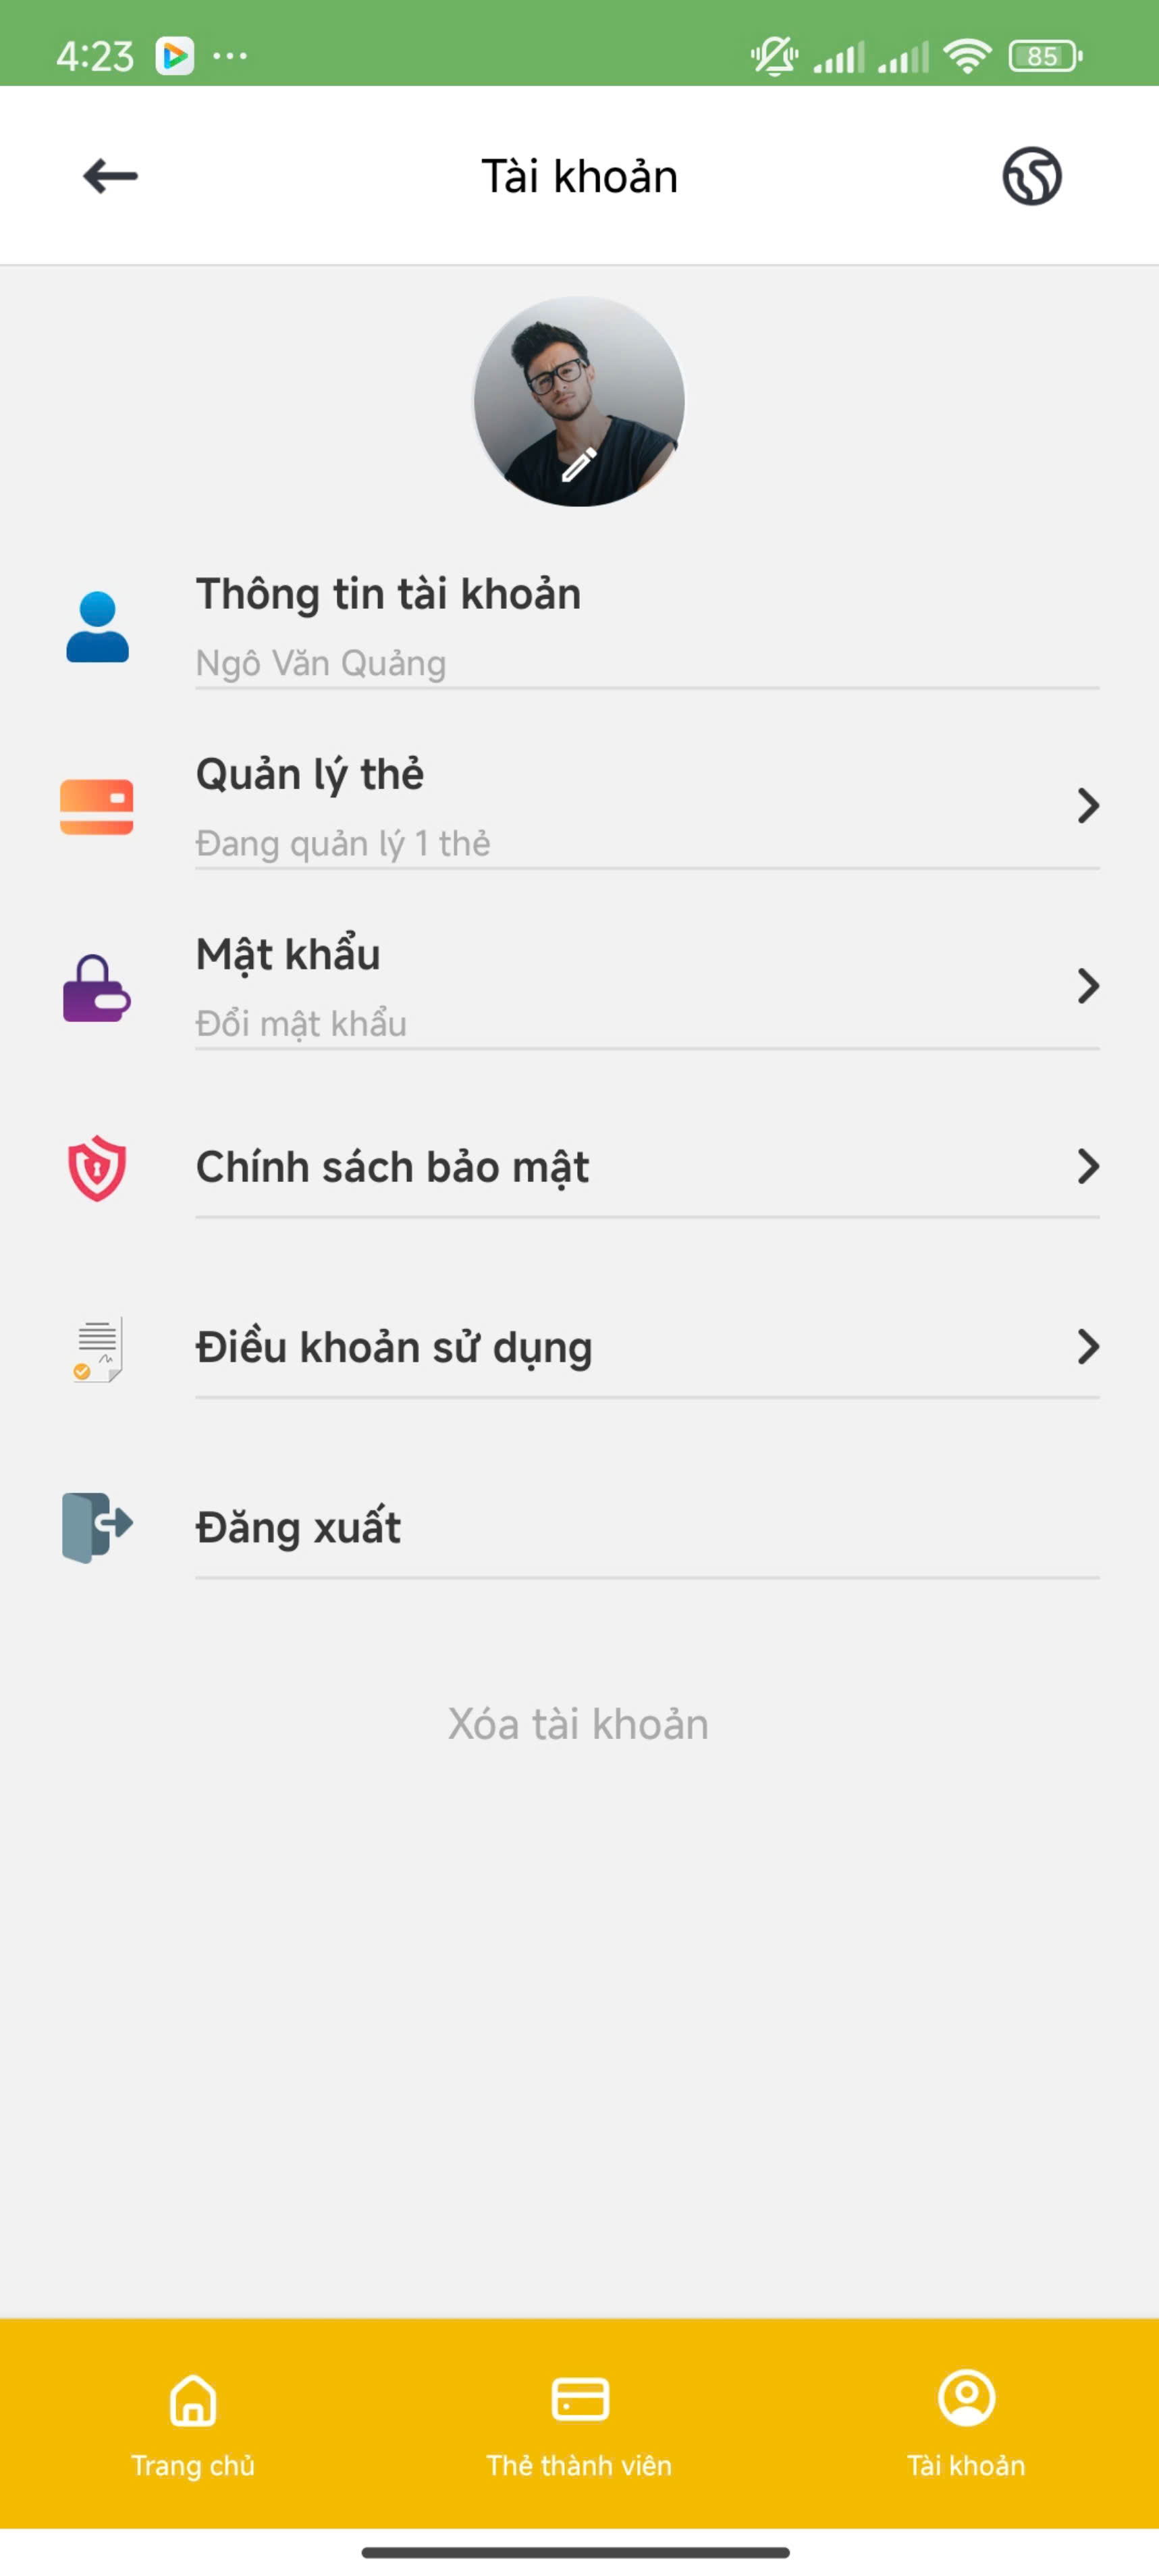 4:23
85
Tài khoản
Thông tin tài khoản
Ngô Văn Quảng
Quản lý thẻ
Đang quản lý 1 thẻ
Mật khẩu
Đổi mật khẩu
Chính sách bảo mật
Điều khoản sử dụng
Đăng xuất
Xóa tài khoản
Trang chủ
Thẻ thành viên
Tài khoản